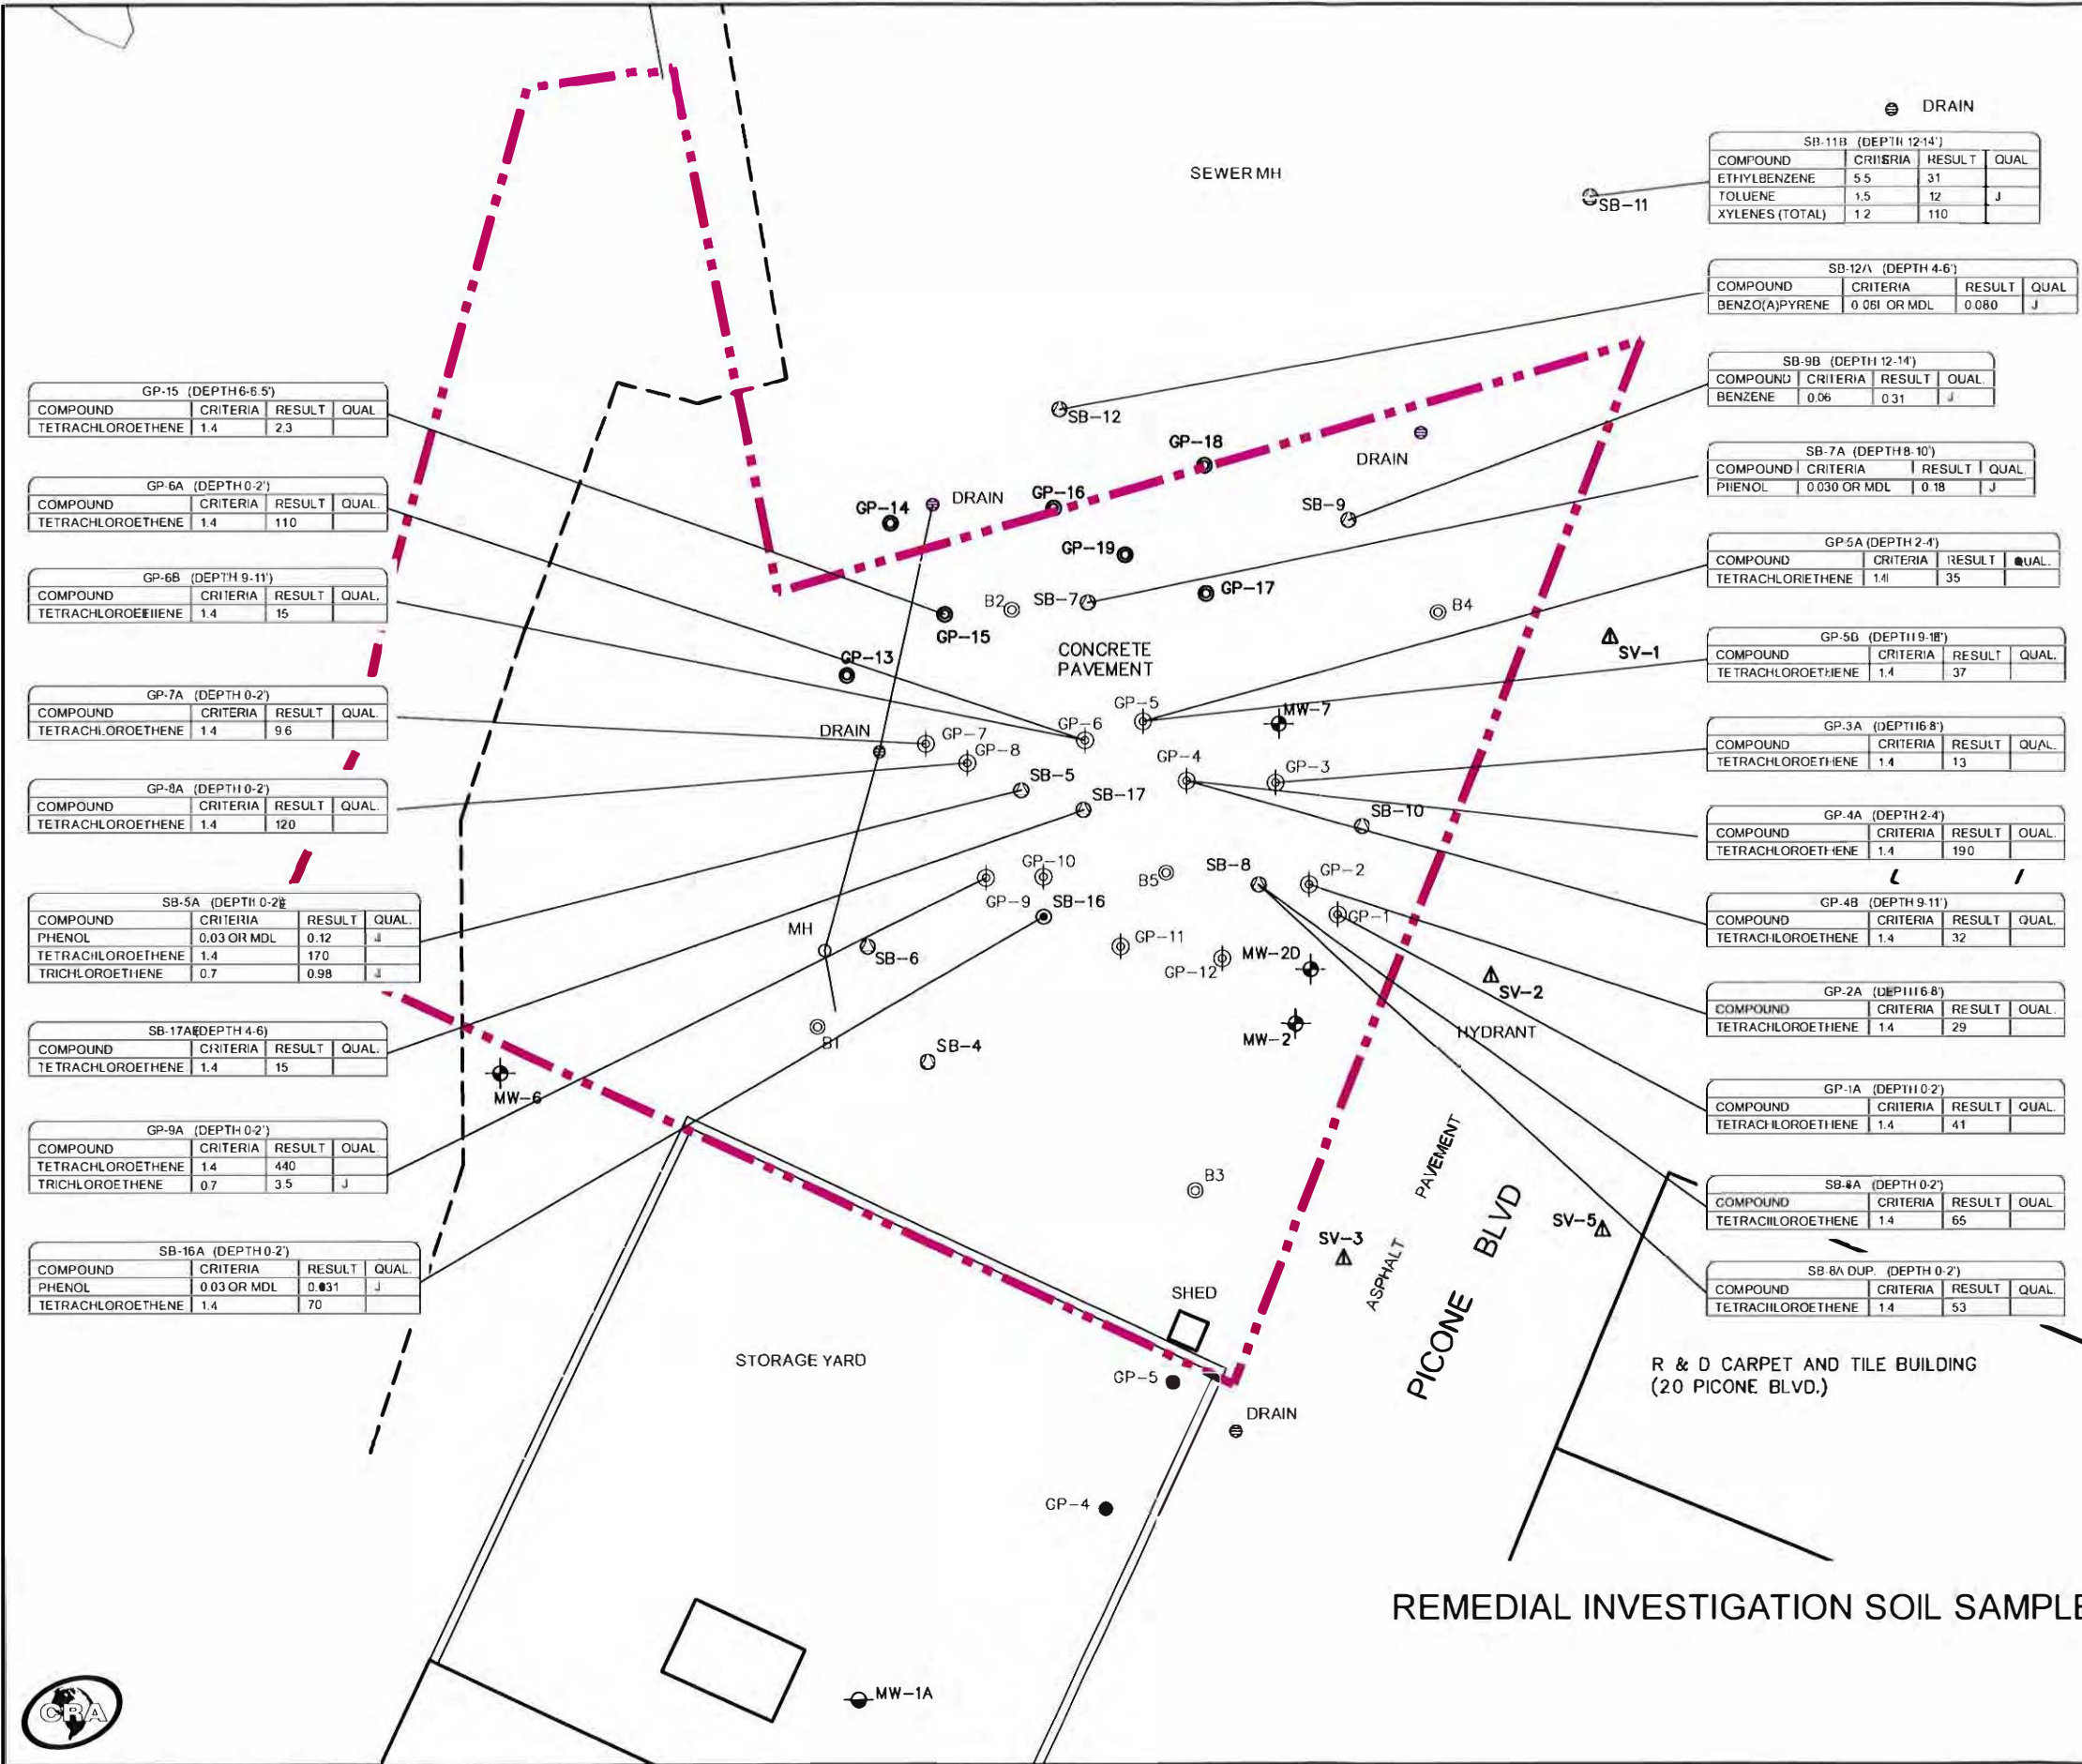 DRAIN
SB-11B (DEPTH 12-14')
COMPOUND CRITERIA RESULT QUAL
ETHYLBENZENE 5.5 31
TOLUENE 1.5 12 J
XYLENES (TOTAL) 1.2 110
SEWER MH
SB-11
SB-12A (DEPTH 4-6')
COMPOUND CRITERIA RESULT QUAL
BENZO(A)PYRENE 0.061 OR MDL 0.080 J
SB-9B (DEPTH 12-14')
COMPOUND CRITERIA RESULT QUAL.
BENZENE 0.06 0.31 J
SB-7A (DEPTH 8-10')
COMPOUND CRITERIA RESULT QUAL.
PHENOL 0.030 OR MDL 0.18 J
GP-5A (DEPTH 2-4')
COMPOUND CRITERIA RESULT QUAL.
TETRACHLORIETHENE 1.4 35
GP-5B (DEPTH 9-11')
COMPOUND CRITERIA RESULT QUAL.
TETRACHLOROETHENE 1.4 37
GP-3A (DEPTH 6-8')
COMPOUND CRITERIA RESULT QUAL.
TETRACHLOROETHENE 1.4 13
GP-4A (DEPTH 2-4')
COMPOUND CRITERIA RESULT QUAL.
TETRACHLOROETHENE 1.4 190
GP-4B (DEPTH 9-11')
COMPOUND CRITERIA RESULT QUAL.
TETRACHLOROETHENE 1.4 32
GP-2A (DEPTH 6-8')
COMPOUND CRITERIA RESULT QUAL.
TETRACHLOROETHENE 1.4 29
GP-1A (DEPTH 0-2')
COMPOUND CRITERIA RESULT QUAL.
TETRACHLOROETHENE 1.4 41
SB-8A (DEPTH 0-2')
COMPOUND CRITERIA RESULT QUAL.
TETRACHLOROETHENE 1.4 65
SB-8A DUP. (DEPTH 0-2')
COMPOUND CRITERIA RESULT QUAL.
TETRACHLOROETHENE 1.4 53
GP-15 (DEPTH 6-6.5')
COMPOUND CRITERIA RESULT QUAL
TETRACHLOROETHENE 1.4 2.3
GP-6A (DEPTH 0-2')
COMPOUND CRITERIA RESULT QUAL.
TETRACHLOROETHENE 1.4 110
GP-6B (DEPTH 9-11')
COMPOUND CRITERIA RESULT QUAL.
TETRACHLOROETHENE 1.4 15
GP-7A (DEPTH 0-2')
COMPOUND CRITERIA RESULT QUAL.
TETRACHLOROETHENE 1.4 9.6
GP-8A (DEPTH 0-2')
COMPOUND CRITERIA RESULT QUAL.
TETRACHLOROETHENE 1.4 120
SB-5A (DEPTH 0-2')
COMPOUND CRITERIA RESULT QUAL.
PHENOL 0.03 OR MDL 0.12 J
TETRACHLOROETHENE 1.4 170
TRICHLOROETHENE 0.7 0.98 J
SB-17A (DEPTH 4-6)
COMPOUND CRITERIA RESULT QUAL.
TETRACHLOROETHENE 1.4 15
GP-9A (DEPTH 0-2')
COMPOUND CRITERIA RESULT QUAL.
TETRACHLOROETHENE 1.4 440
TRICHLOROETHENE 0.7 3.5 J
SB-16A (DEPTH 0-2')
COMPOUND CRITERIA RESULT QUAL.
PHENOL 0.03 OR MDL 0.031 J
TETRACHLOROETHENE 1.4 70
SB-12
GP-18
DRAIN
GP-14
DRAIN
GP-16
SB-9
GP-19
GP-17
B2
SB-7
B4
GP-15
SV-1
CONCRETE
PAVEMENT
GP-13
GP-5
MW-7
GP-6
DRAIN
GP-7
GP-8
GP-4
GP-3
SB-5
SB-17
SB-10
GP-10
B5
SB-8
GP-2
GP-9
SB-16
GP-1
MH
SB-6
GP-11
GP-12
MW-2D
SV-2
B1
SB-4
MW-2
HYDRANT
MW-6
ASPHALT PAVEMENT
B3
PICONE BLVD
SV-5
SV-3
SHED
STORAGE YARD
GP-5
DRAIN
R & D CARPET AND TILE BUILDING
(20 PICONE BLVD.)
GP-4
REMEDIAL INVESTIGATION SOIL SAMPLE
MW-1A
CRA